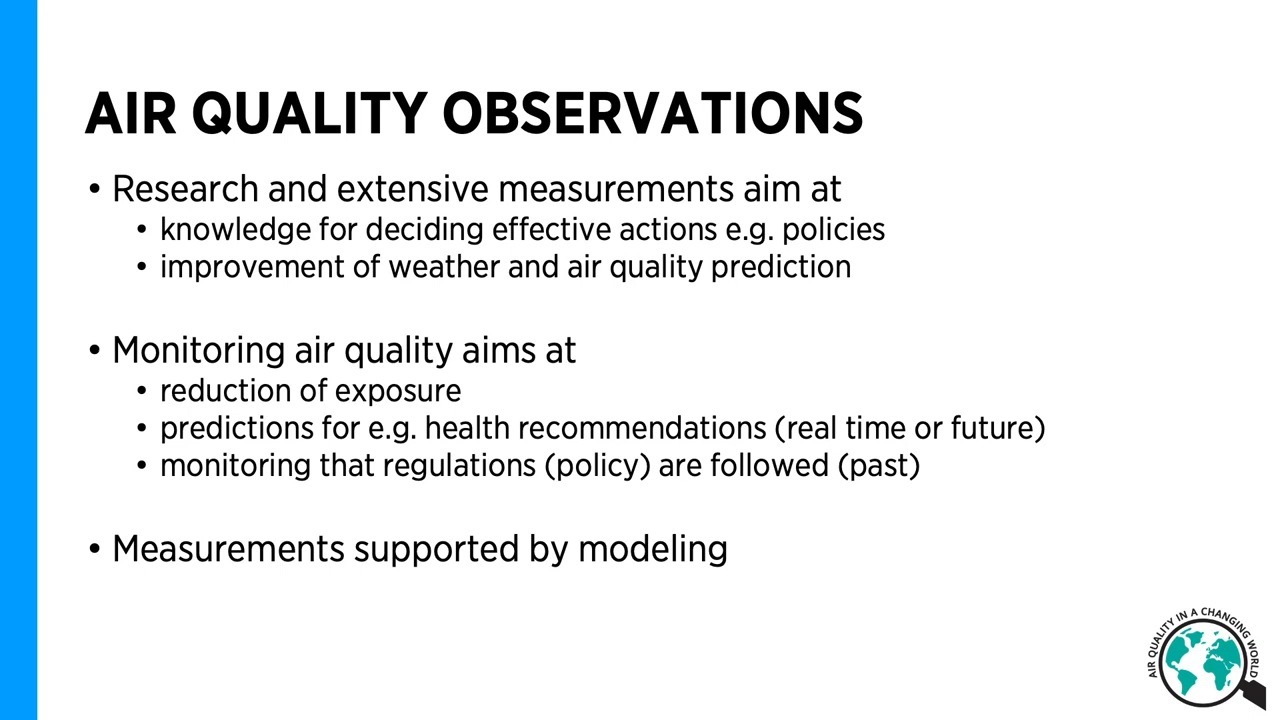 AIR QUALITY OBSERVATIONS
• Research and extensive measurements aim at
• knowledge for deciding effective actions e.g. policies
• improvement of weather and air quality prediction
• Monitoring air quality aims at
• reduction of exposure
• predictions for e.g. health recommendations (real time or future)
• monitoring that regulations (policy) are followed (past)
• Measurements supported by modeling
AIR QUALITY IN A CHANGING WORLD